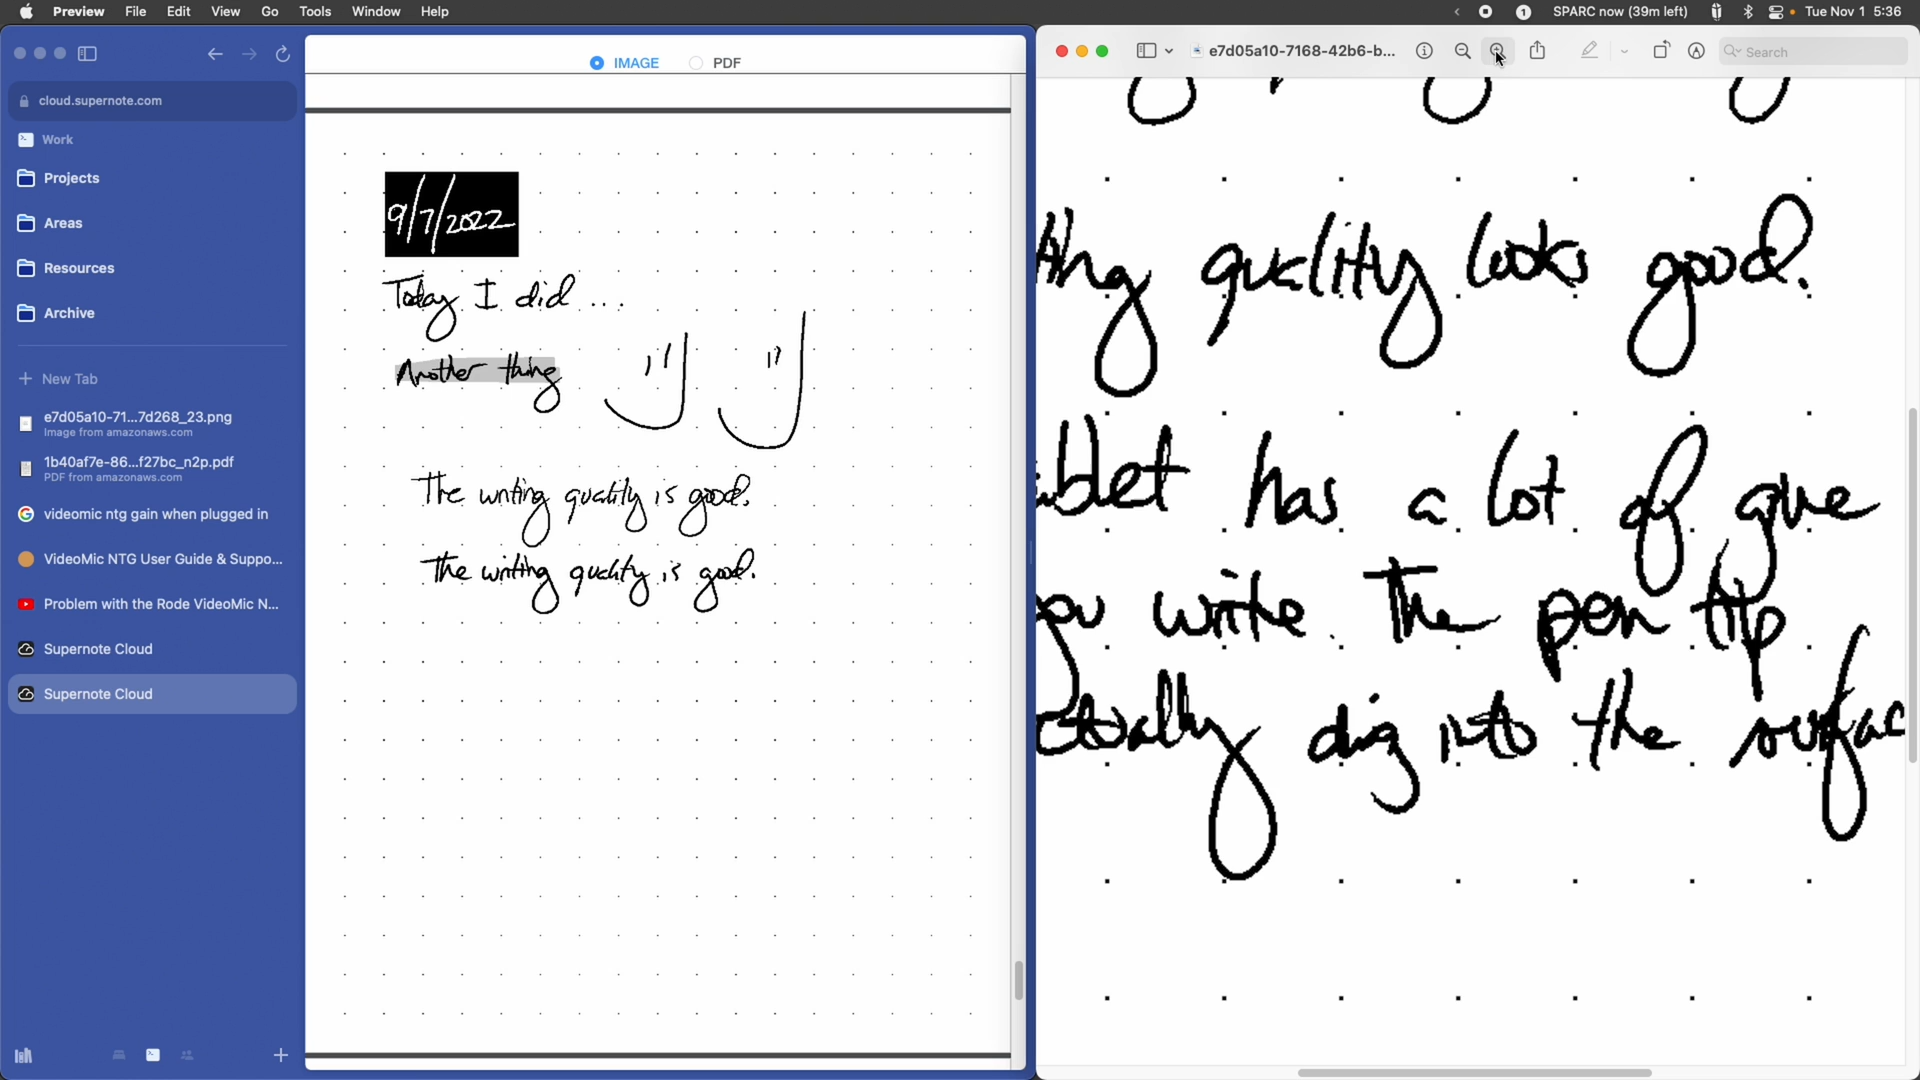 Preview File Edit View Go Tools Window Help
1 SPARC now (39m left) Tue Nov 1 5:36
cloud.supernote.com
Work
Projects
Areas
Resources
Archive
New Tab
e7d05a10-71...7d268_23.png
Image from amazonaws.com
1b40af7e-86...f27bc_n2p.pdf
PDF from amazonaws.com
videomic ntg gain when plugged in
VideoMic NTG User Guide & Suppo...
Problem with the Rode VideoMic N...
Supernote Cloud
Supernote Cloud
IMAGE PDF
9/7/2022
Today I did ...
Another thing
The writing quality is good.
The writing quality is good.
e7d05a10-7168-42b6-b...
Search
quality looks good.
has a lot of give
write. The pen tip
dig into the surfac